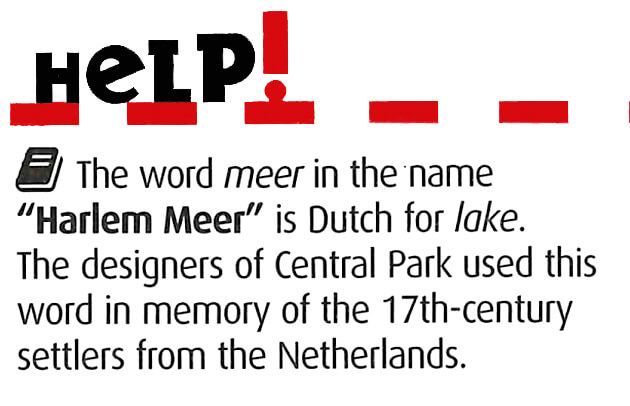 HeLP!
The word meer in the name
“Harlem Meer” is Dutch for lake.
The designers of Central Park used this
word in memory of the 17th-century
settlers from the Netherlands.